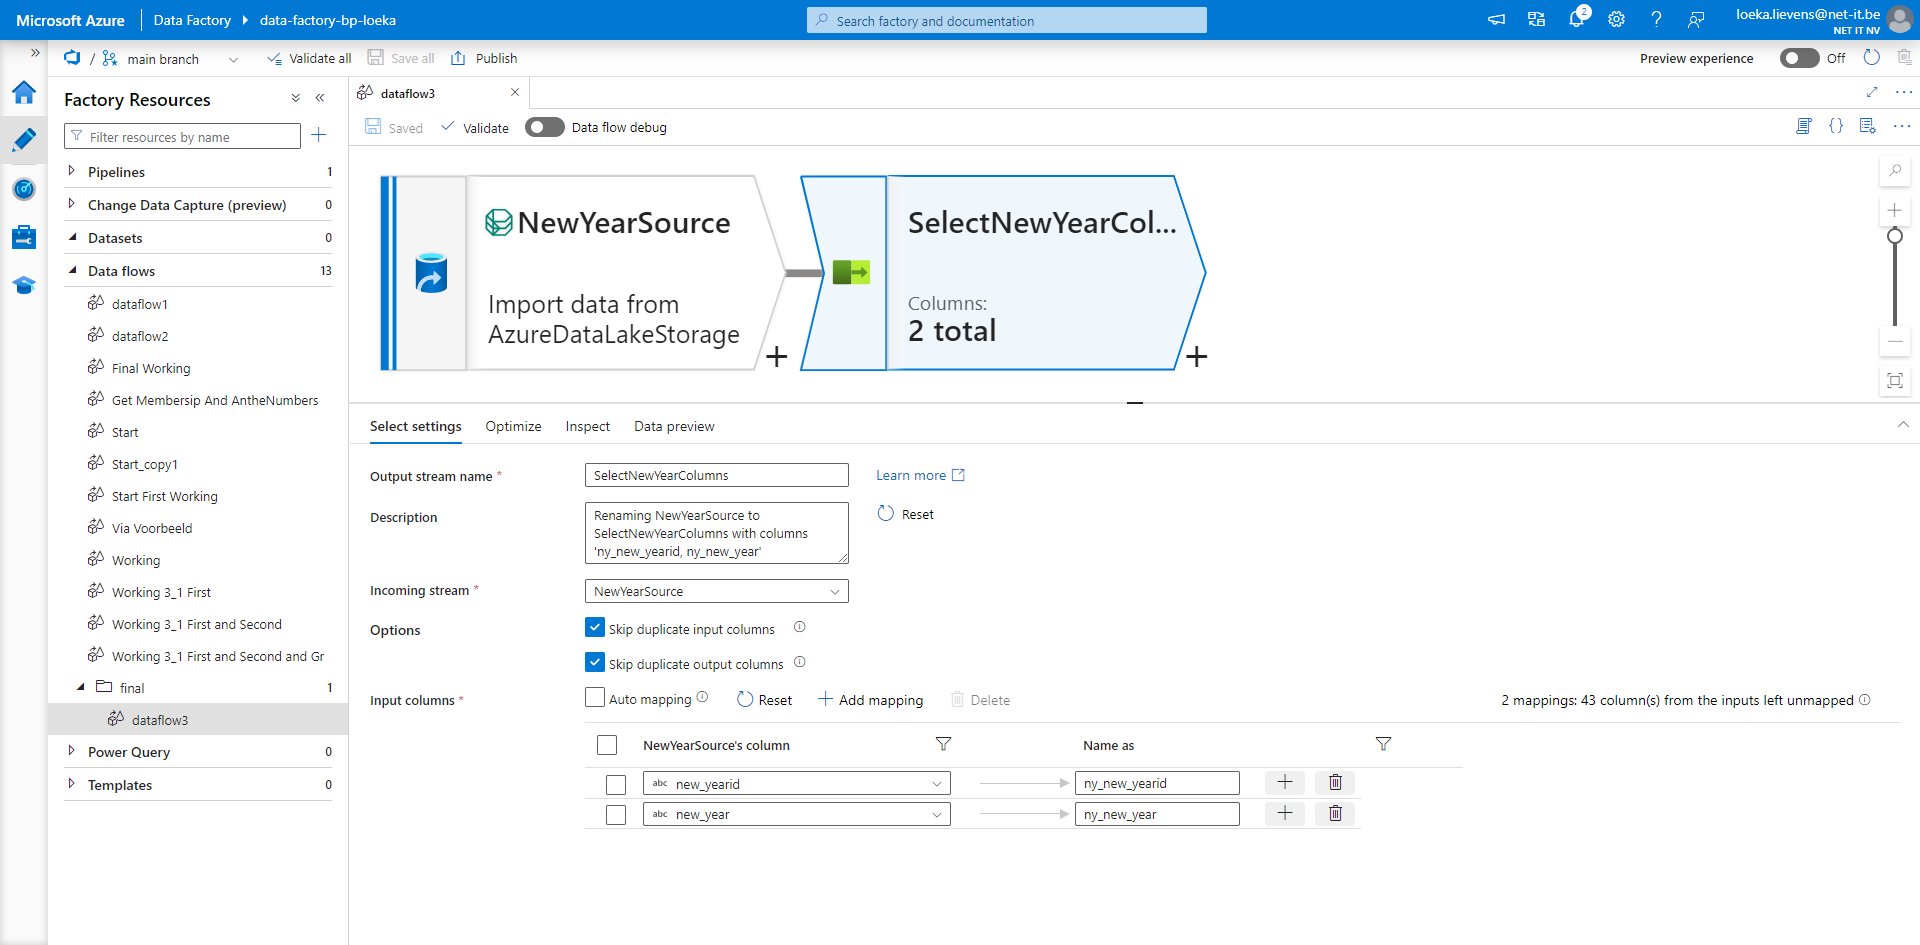 Microsoft Azure
Data Factory
data-factory-bp-loeka
Search factory and documentation
2
loeka.lievens@net-it.be
NET IT NV
/
main branch
Validate all
Save all
Publish
Preview experience
Off
Factory Resources
Filter resources by name
Pipelines 1
Change Data Capture (preview) 0
Datasets 0
Data flows 13
dataflow1
dataflow2
Final Working
Get Membersip And AntheNumbers
Start
Start_copy1
Start First Working
Via Voorbeeld
Working
Working 3_1 First
Working 3_1 First and Second
Working 3_1 First and Second and Gr
final 1
dataflow3
Power Query 0
Templates 0
dataflow3
Saved
Validate
Data flow debug
{}
NewYearSource
Import data from
AzureDataLakeStorage
+
SelectNewYearCol...
Columns:
2 total
+
Select settings
Optimize
Inspect
Data preview
Output stream name *
SelectNewYearColumns
Learn more
Description
Renaming NewYearSource to
SelectNewYearColumns with columns
'ny_new_yearid, ny_new_year'
Reset
Incoming stream *
NewYearSource
Options
Skip duplicate input columns
Skip duplicate output columns
Input columns *
Auto mapping
Reset
Add mapping
Delete
2 mappings: 43 column(s) from the inputs left unmapped
NewYearSource's column
Name as
abc new_yearid
ny_new_yearid
abc new_year
ny_new_year